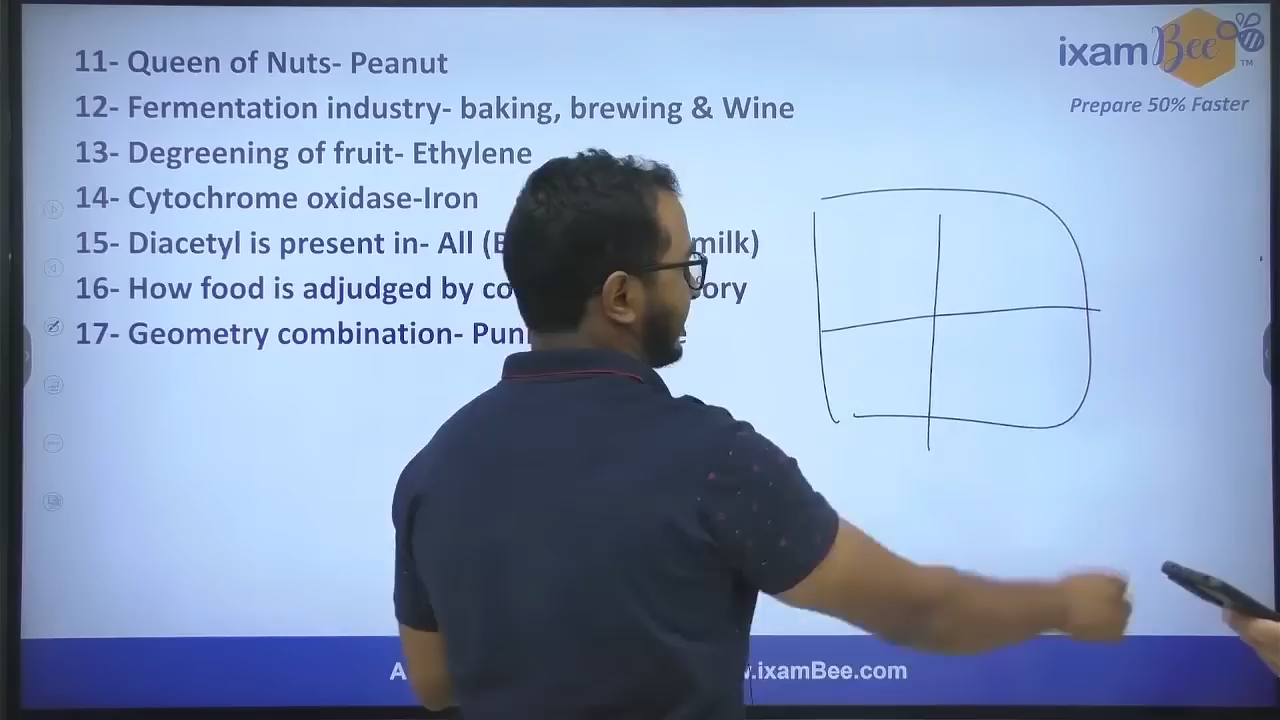 11- Queen of Nuts- Peanut
12- Fermentation industry- baking, brewing & Wine
13- Degreening of fruit- Ethylene
14- Cytochrome oxidase-Iron
15- Diacetyl is present in- All ( milk)
16- How food is adjudged by
17- Geometry combination-
ixamBee
TM
Prepare 50% Faster
.ixamBee.com